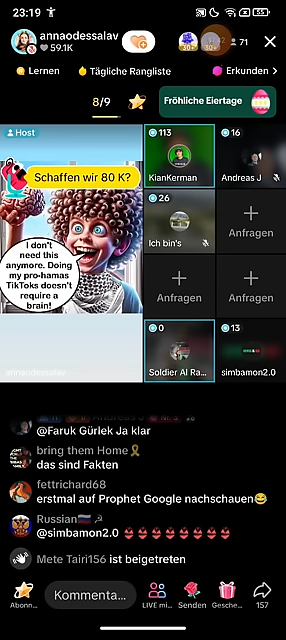 23:19
55
annaodessalav
59.1K
30+
30+
71
Lernen
Tägliche Rangliste
Erkunden >
8/9
Fröhliche Eiertage
Host
Schaffen wir 80 K?
I don't
need this
anymore. Doing
my pro-hamas
TikToks doesn't
require a
brain!
annaodessalav
113
KianKerman
16
Andreas J
26
Ich bin's
Anfragen
Anfragen
Anfragen
0
Soldier Al Ra...
13
simbamon2.0
@Faruk Gürlek Ja klar
bring them Home
das sind Fakten
fettrichard68
erstmal auf Prophet Google nachschauen😂
Russian🇷🇺 ☭
@simbamon2.0 👙👙👙👙👙👙👙
Mete Tairi156 ist beigetreten
Abonn...
Kommenta...
LIVE mi...
Senden
Gesche...
157